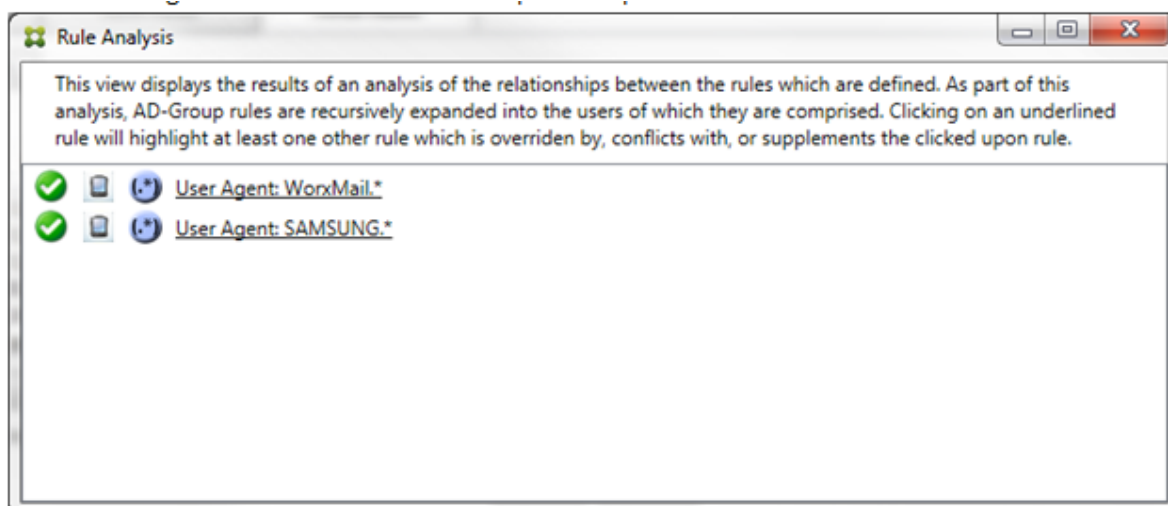 Rule Analysis
This view displays the results of an analysis of the relationships between the rules which are defined. As part of this
analysis, AD-Group rules are recursively expanded into the users of which they are comprised. Clicking on an underlined
rule will highlight at least one other rule which is overriden by, conflicts with, or supplements the clicked upon rule.
(.*) User Agent: WorxMail.*
(.*) User Agent: SAMSUNG.*